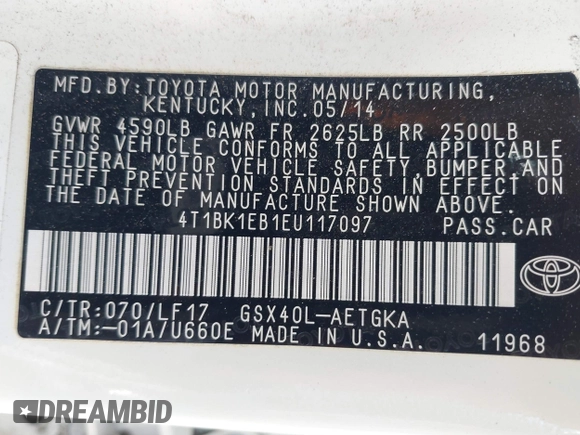 MFD.BY:TOYOTA MOTOR MANUFACTURING,
KENTUCKY, INC. 05/14
GVWR 4590LB GAWR FR 2625LB RR 2500LB
THIS VEHICLE CONFORMS TO ALL APPLICABLE
FEDERAL MOTOR VEHICLE SAFETY,BUMPER,AND
THEFT PREVENTION STANDARDS IN EFFECT ON
THE DATE OF MANUFACTURE SHOWN ABOVE.
4T1BK1EB1EU117097 PASS.CAR
TOYOTA
C/TR:070/LF17 GSX40L-AETGKA
A/TM:-01A/U660E MADE IN U.S.A. 11968
DREAMBID